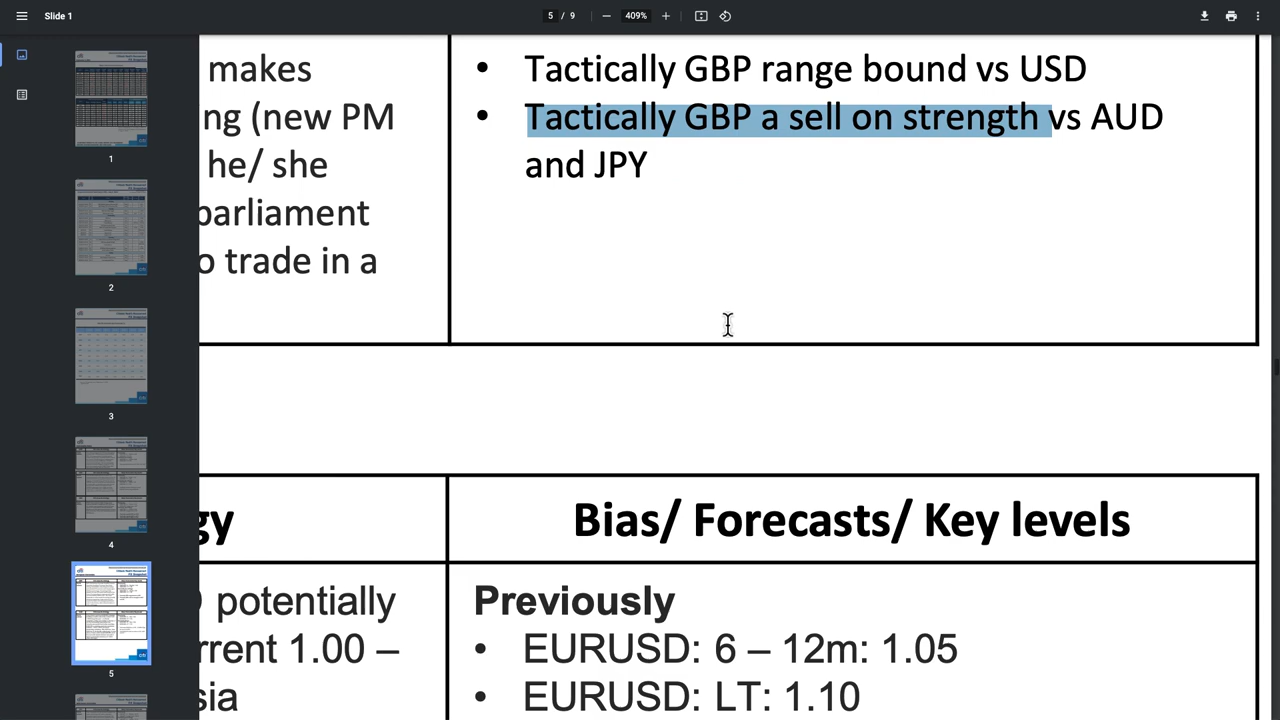 Slide 1
5 / 9
409%
makes
ng (new PM
he/ she
parliament
o trade in a
• Tactically GBP range bound vs USD
• Tactically GBP a sell on strength vs AUD
and JPY
gy
Bias/ Forecasts/ Key levels
potentially
rrent 1.00 –
sia
Previously
• EURUSD: 6 – 12m: 1.05
• EURUSD: LT: 1.10
1
2
3
4
5